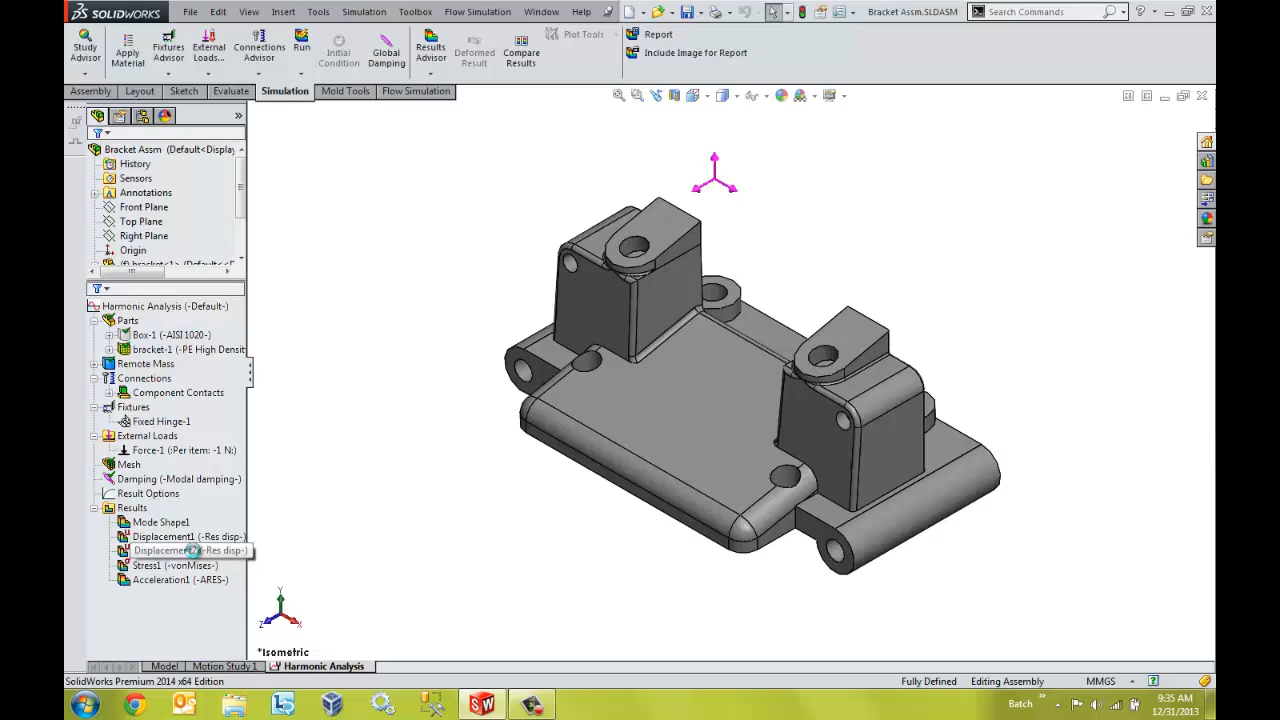 SOLIDWORKS File Edit View Insert Tools Simulation Toolbox Flow Simulation Window Help Bracket Assm.SLDASM Search Commands
Study Advisor
Apply Material
Fixtures Advisor
External Loads...
Connections Advisor
Run
Initial Condition
Global Damping
Results Advisor
Deformed Result
Compare Results
Plot Tools
Report
Include Image for Report
Assembly Layout Sketch Evaluate Simulation Mold Tools Flow Simulation
Bracket Assm (Default<Display_
History
Sensors
Annotations
Front Plane
Top Plane
Right Plane
Origin
(f) bracket<1> (Default<
Harmonic Analysis (-Default-)
Parts
Box-1 (-AISI 1020-)
bracket-1 (-PE High Densit
Remote Mass
Connections
Component Contacts
Fixtures
Fixed Hinge-1
External Loads
Force-1 (:Per item: -1 N:)
Mesh
Damping (-Modal damping-)
Result Options
Results
Mode Shape1
Displacement1 (-Res disp-)
Displacement2 (-Res disp-)
Stress1 (-vonMises-)
Acceleration1 (-ARES-)
Y
Z X
*Isometric
Model Motion Study 1 Harmonic Analysis
SolidWorks Premium 2014 x64 Edition Fully Defined Editing Assembly MMGS
Batch
9:35 AM
12/31/2013